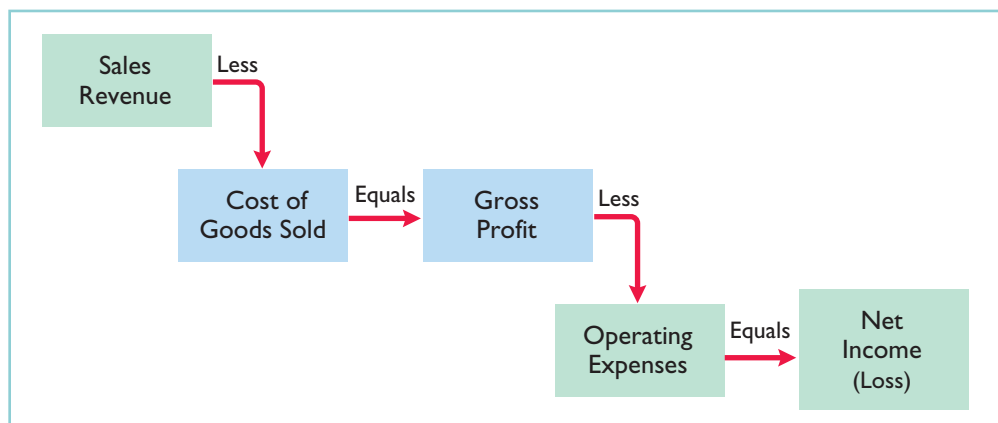 Sales
Revenue
Less
Cost of
Goods Sold
Equals
Gross
Profit
Less
Operating
Expenses
Equals
Net
Income
(Loss)